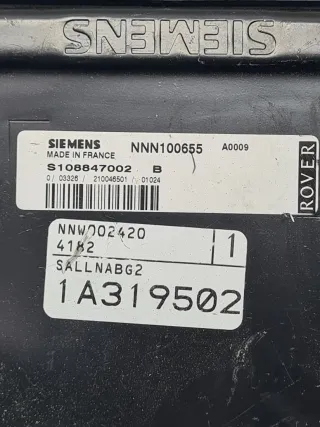 SIEMENS
SIEMENS NNN100655 A0009
MADE IN FRANCE
S108847002 B
0 / 03326 / 210046501 / 01024
ROVER
NNW002420
4182 1
SALLNABG2
1A319502